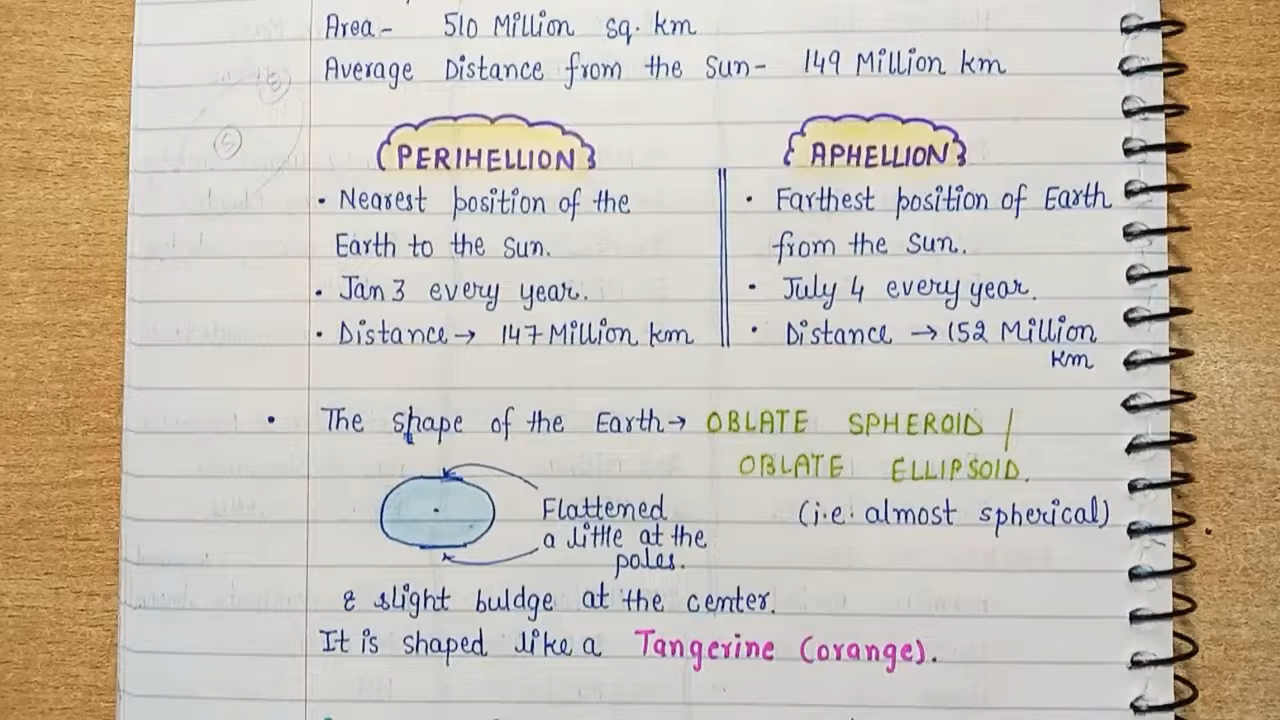 Area - 510 Million sq. km
Average Distance from the Sun - 149 Million km
PERIHELLION
• Nearest position of the
Earth to the Sun.
• Jan 3 every year.
• Distance → 147 Million km
APHELLION
• Farthest position of Earth
from the Sun.
• July 4 every year.
• Distance → 152 Million
km
• The shape of the Earth → OBLATE SPHEROID /
OBLATE ELLIPSOID.
(i.e. almost spherical)
Flattened
a little at the
poles.
& slight buldge at the center.
It is shaped like a Tangerine (orange).